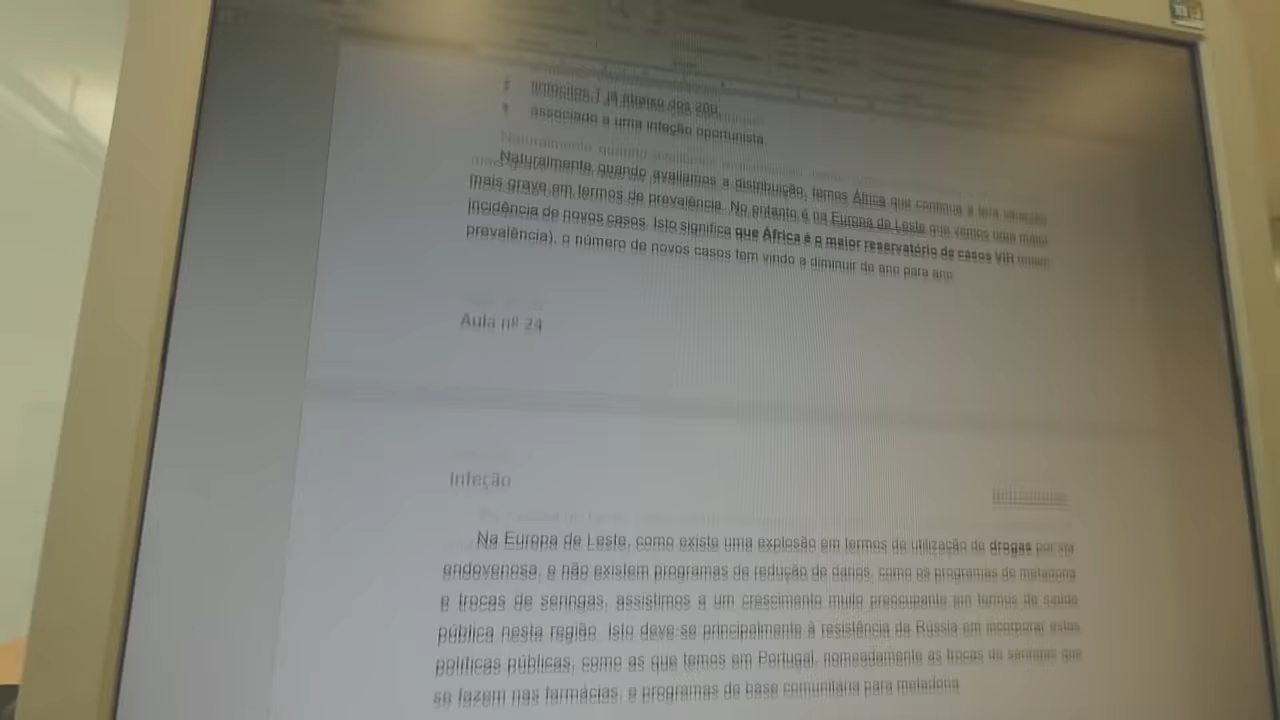 linfócitos T já abaixo dos 200,
associado a uma infeção oportunista.
Naturalmente quando avaliamos a distribuição, temos África que continua a
mais grave em termos de prevalência. No entanto é na Europa de Leste que vemos uma maior
incidência de novos casos. Isto significa que África é o maior reservatório de casos VIH
prevalência), o número de novos casos tem vindo a diminuir de ano para ano.
Aula nº 24
Infeção
Na Europa de Leste, como existe uma explosão em termos de utilização de drogas por via
endovenosa, e não existem programas de redução de danos, como os programas de metadona
e trocas de seringas, assistimos a um crescimento muito preocupante em termos de saúde
pública nesta região. Isto deve-se principalmente à resistência da Rússia em incorporar estas
políticas públicas, como as que temos em Portugal, nomeadamente as trocas de seringas que
se fazem nas farmácias, e programas de base comunitária para metadona